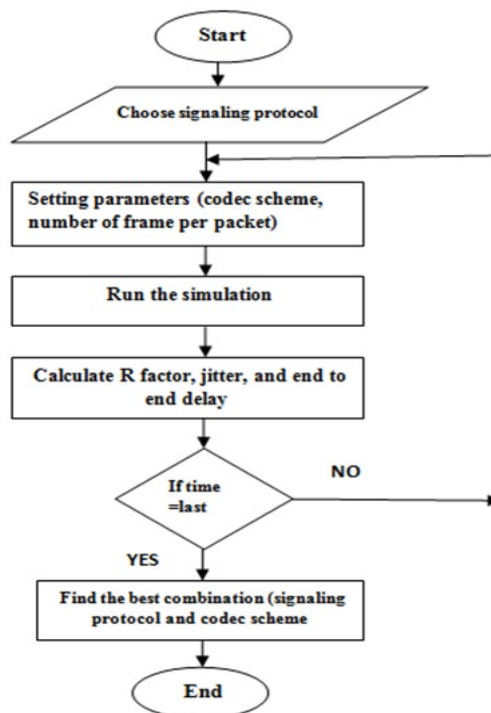 Start
Choose signaling protocol
Setting parameters (codec scheme,
number of frame per packet)
Run the simulation
Calculate R factor, jitter, and end to
end delay
If time
=last
NO
YES
Find the best combination (signaling
protocol and codec scheme
End